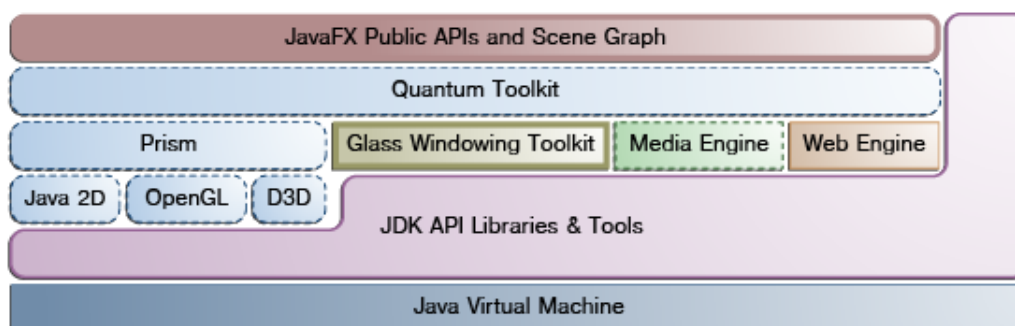 JavaFX Public APIs and Scene Graph
Quantum Toolkit
Prism
Glass Windowing Toolkit
Media Engine
Web Engine
Java 2D
OpenGL
D3D
JDK API Libraries & Tools
Java Virtual Machine